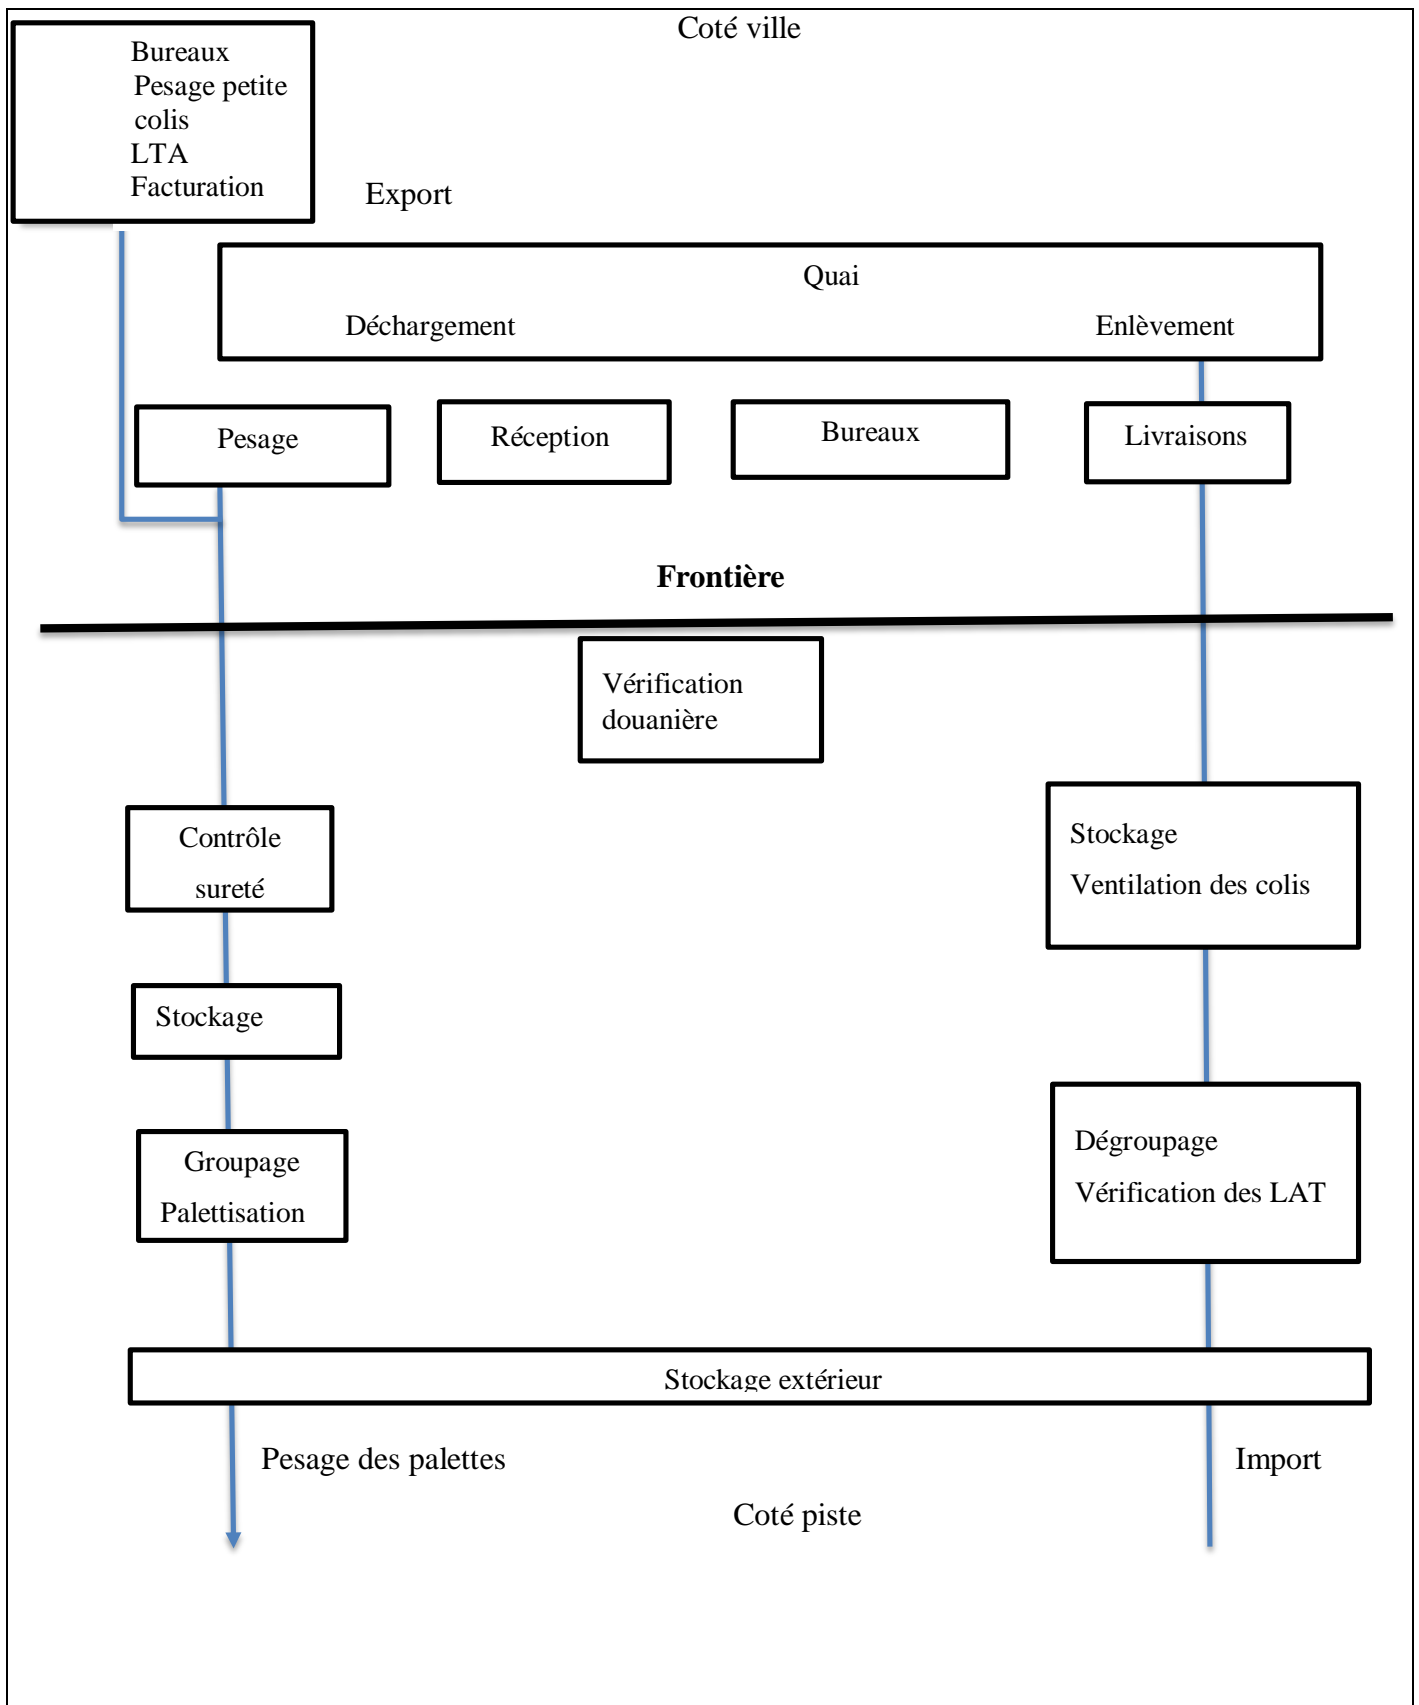 Coté ville
Bureaux
Pesage petite
colis
LTA
Facturation
Export
Quai
Déchargement
Enlèvement
Pesage
Réception
Bureaux
Livraisons
Frontière
Vérification
douanière
Contrôle
sureté
Stockage
Ventilation des colis
Stockage
Groupage
Palettisation
Dégroupage
Vérification des LAT
Stockage extérieur
Pesage des palettes
Import
Coté piste